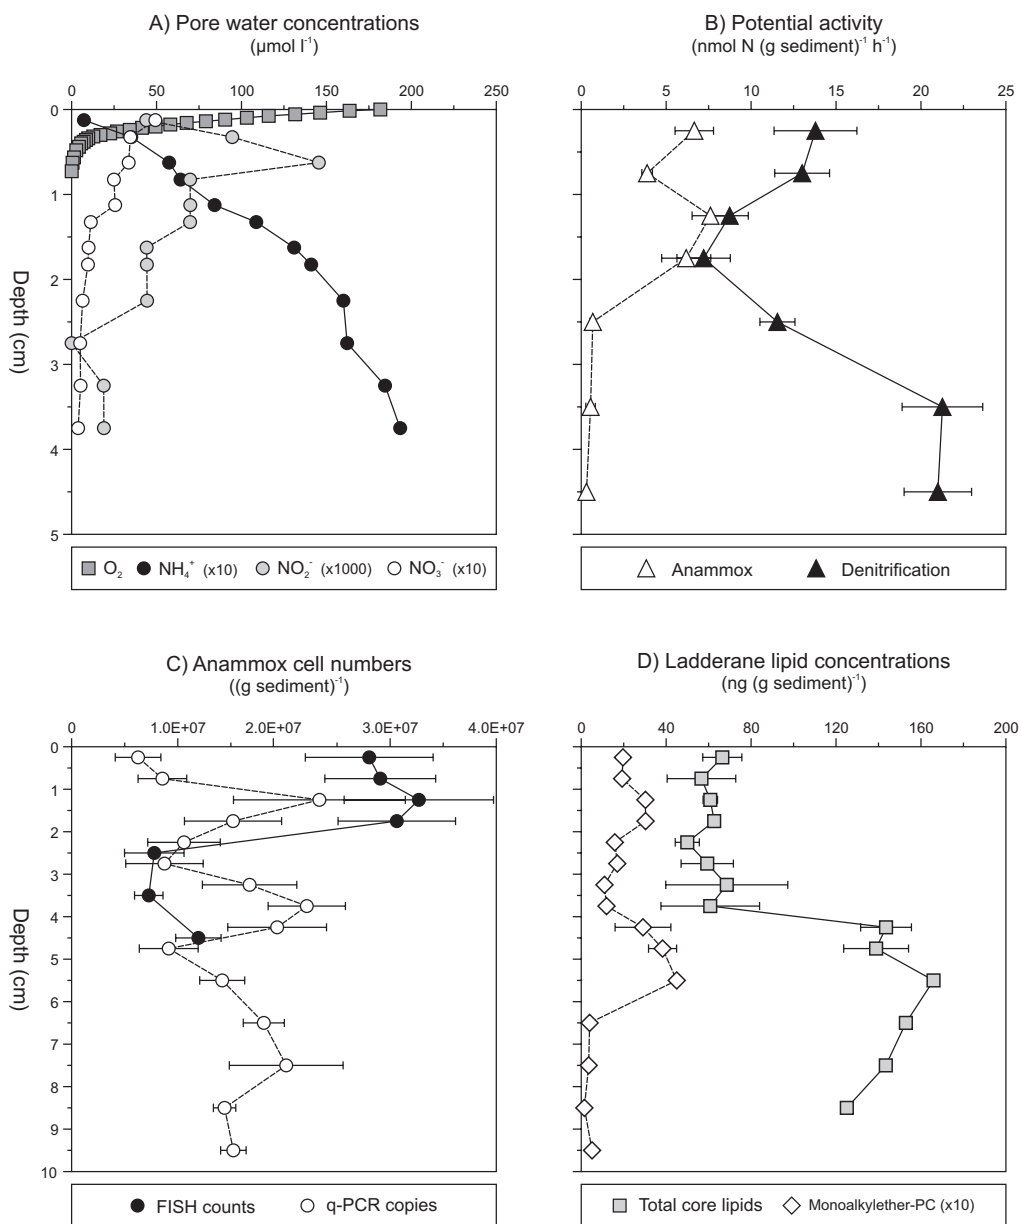 A) Pore water concentrations
(µmol l⁻¹)
0 50 100 150 200 250
0
1
2
3
4
5
Depth (cm)
O₂ NH₄⁺ (x10) NO₂⁻ (x1000) NO₃⁻ (x10)
B) Potential activity
(nmol N (g sediment)⁻¹ h⁻¹)
0 5 10 15 20 25
Anammox Denitrification
C) Anammox cell numbers
((g sediment)⁻¹)
0 1.0E+07 2.0E+07 3.0E+07 4.0E+07
0
1
2
3
4
5
6
7
8
9
10
Depth (cm)
FISH counts q-PCR copies
D) Ladderane lipid concentrations
(ng (g sediment)⁻¹)
0 40 80 120 160 200
Total core lipids Monoalkylether-PC (x10)